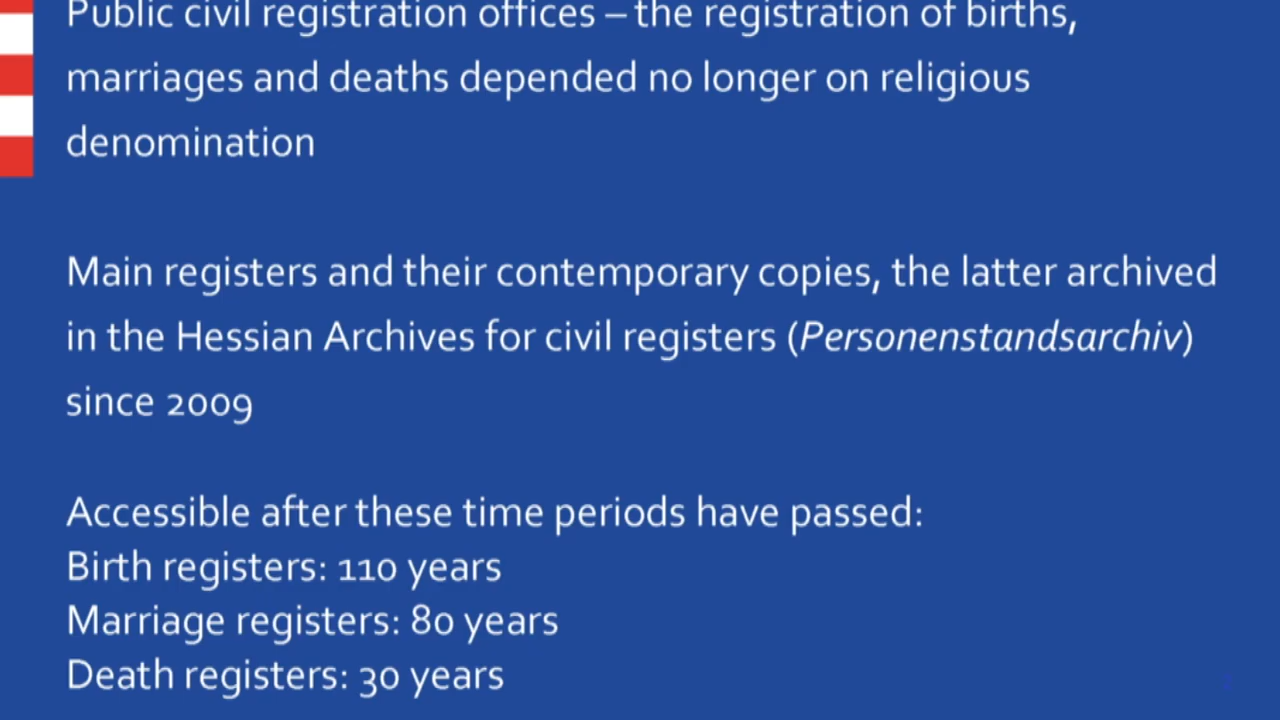 Public civil registration offices – the registration of births,
marriages and deaths depended no longer on religious
denomination
Main registers and their contemporary copies, the latter archived
in the Hessian Archives for civil registers (Personenstandsarchiv)
since 2009
Accessible after these time periods have passed:
Birth registers: 110 years
Marriage registers: 80 years
Death registers: 30 years